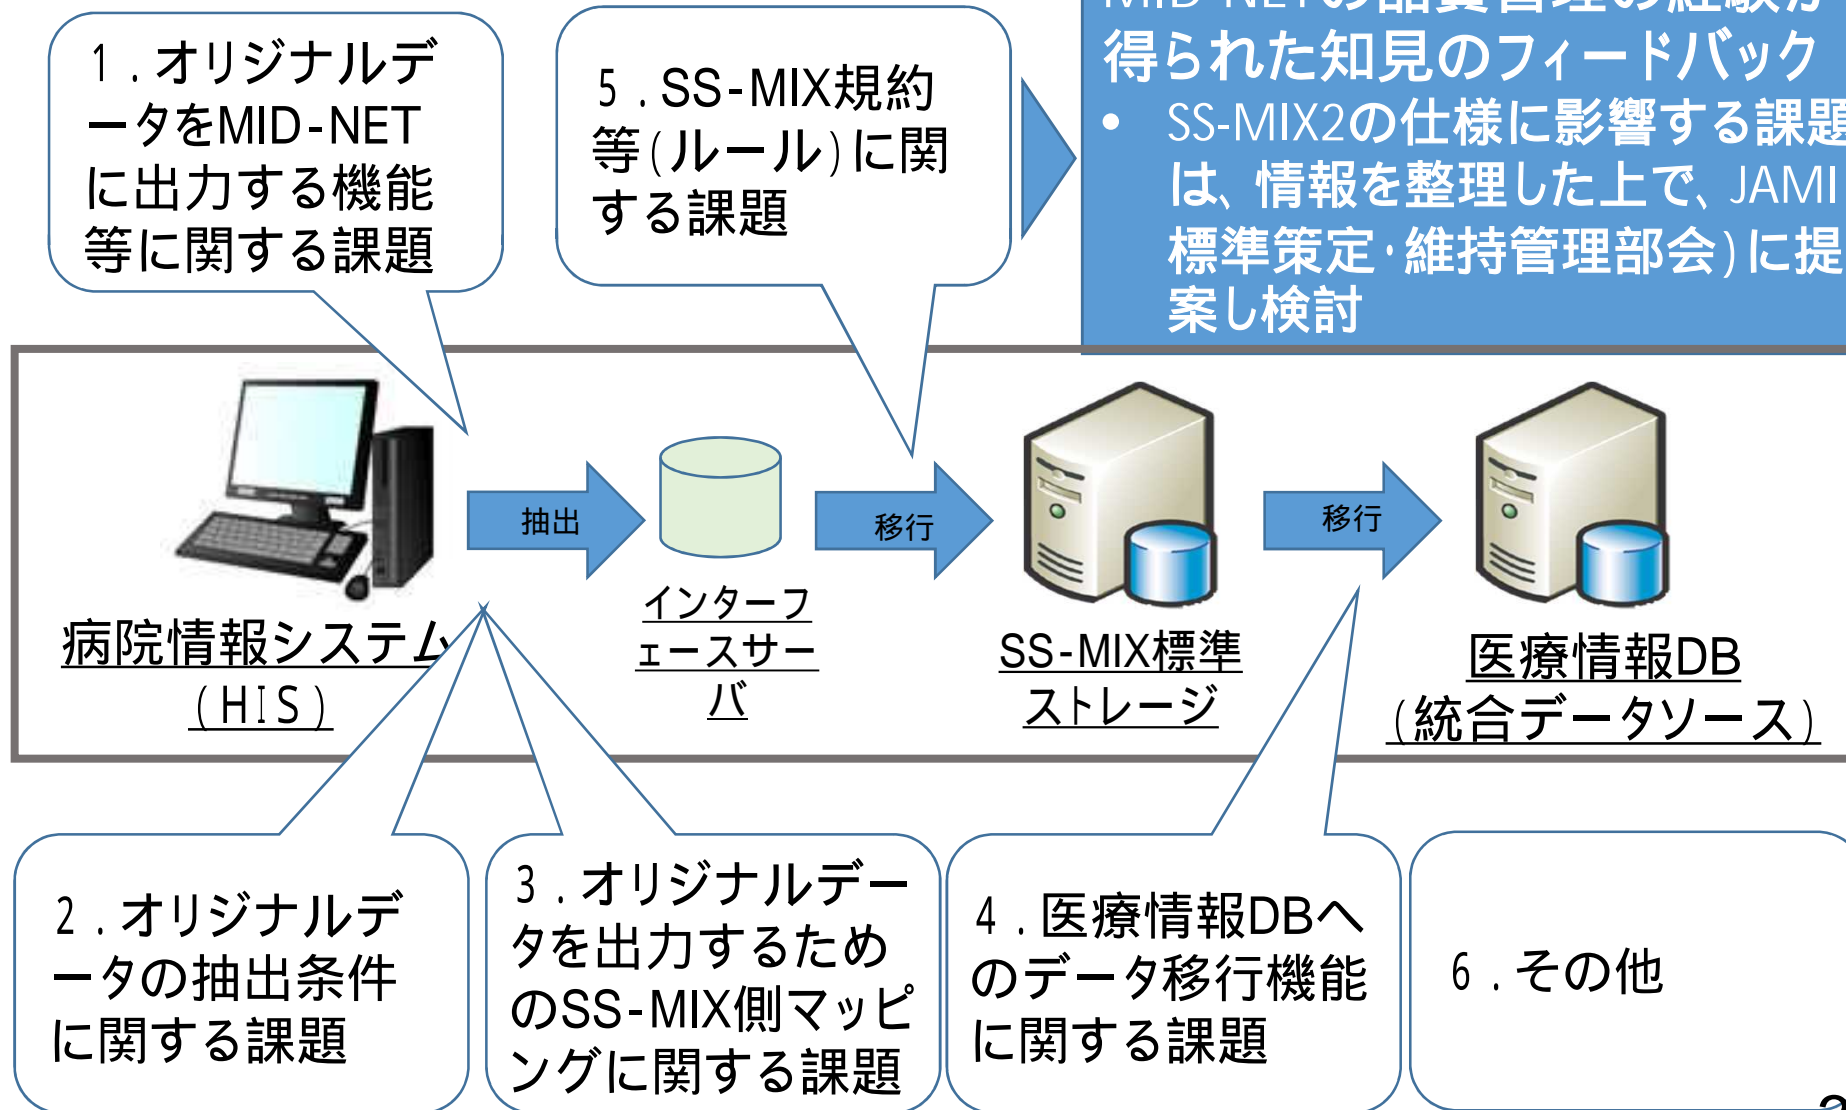 1．オリジナルデ
ータをMID-NET
に出力する機能
等に関する課題
5．SS-MIX規約
等(ルール)に関
する課題
得られた知見のフィードバック
• SS-MIX2の仕様に影響する課題
は、情報を整理した上で、JAMI
標準策定・維持管理部会)に提
案し検討
抽出
移行
移行
病院情報システム
(HIS)
インターフ
ェースサー
バ
SS-MIX標準
ストレージ
医療情報DB
(統合データソース)
2．オリジナルデ
ータの抽出条件
に関する課題
3．オリジナルデー
タを出力するため
のSS-MIX側マッピ
ングに関する課題
4．医療情報DBへ
のデータ移行機能
に関する課題
6．その他